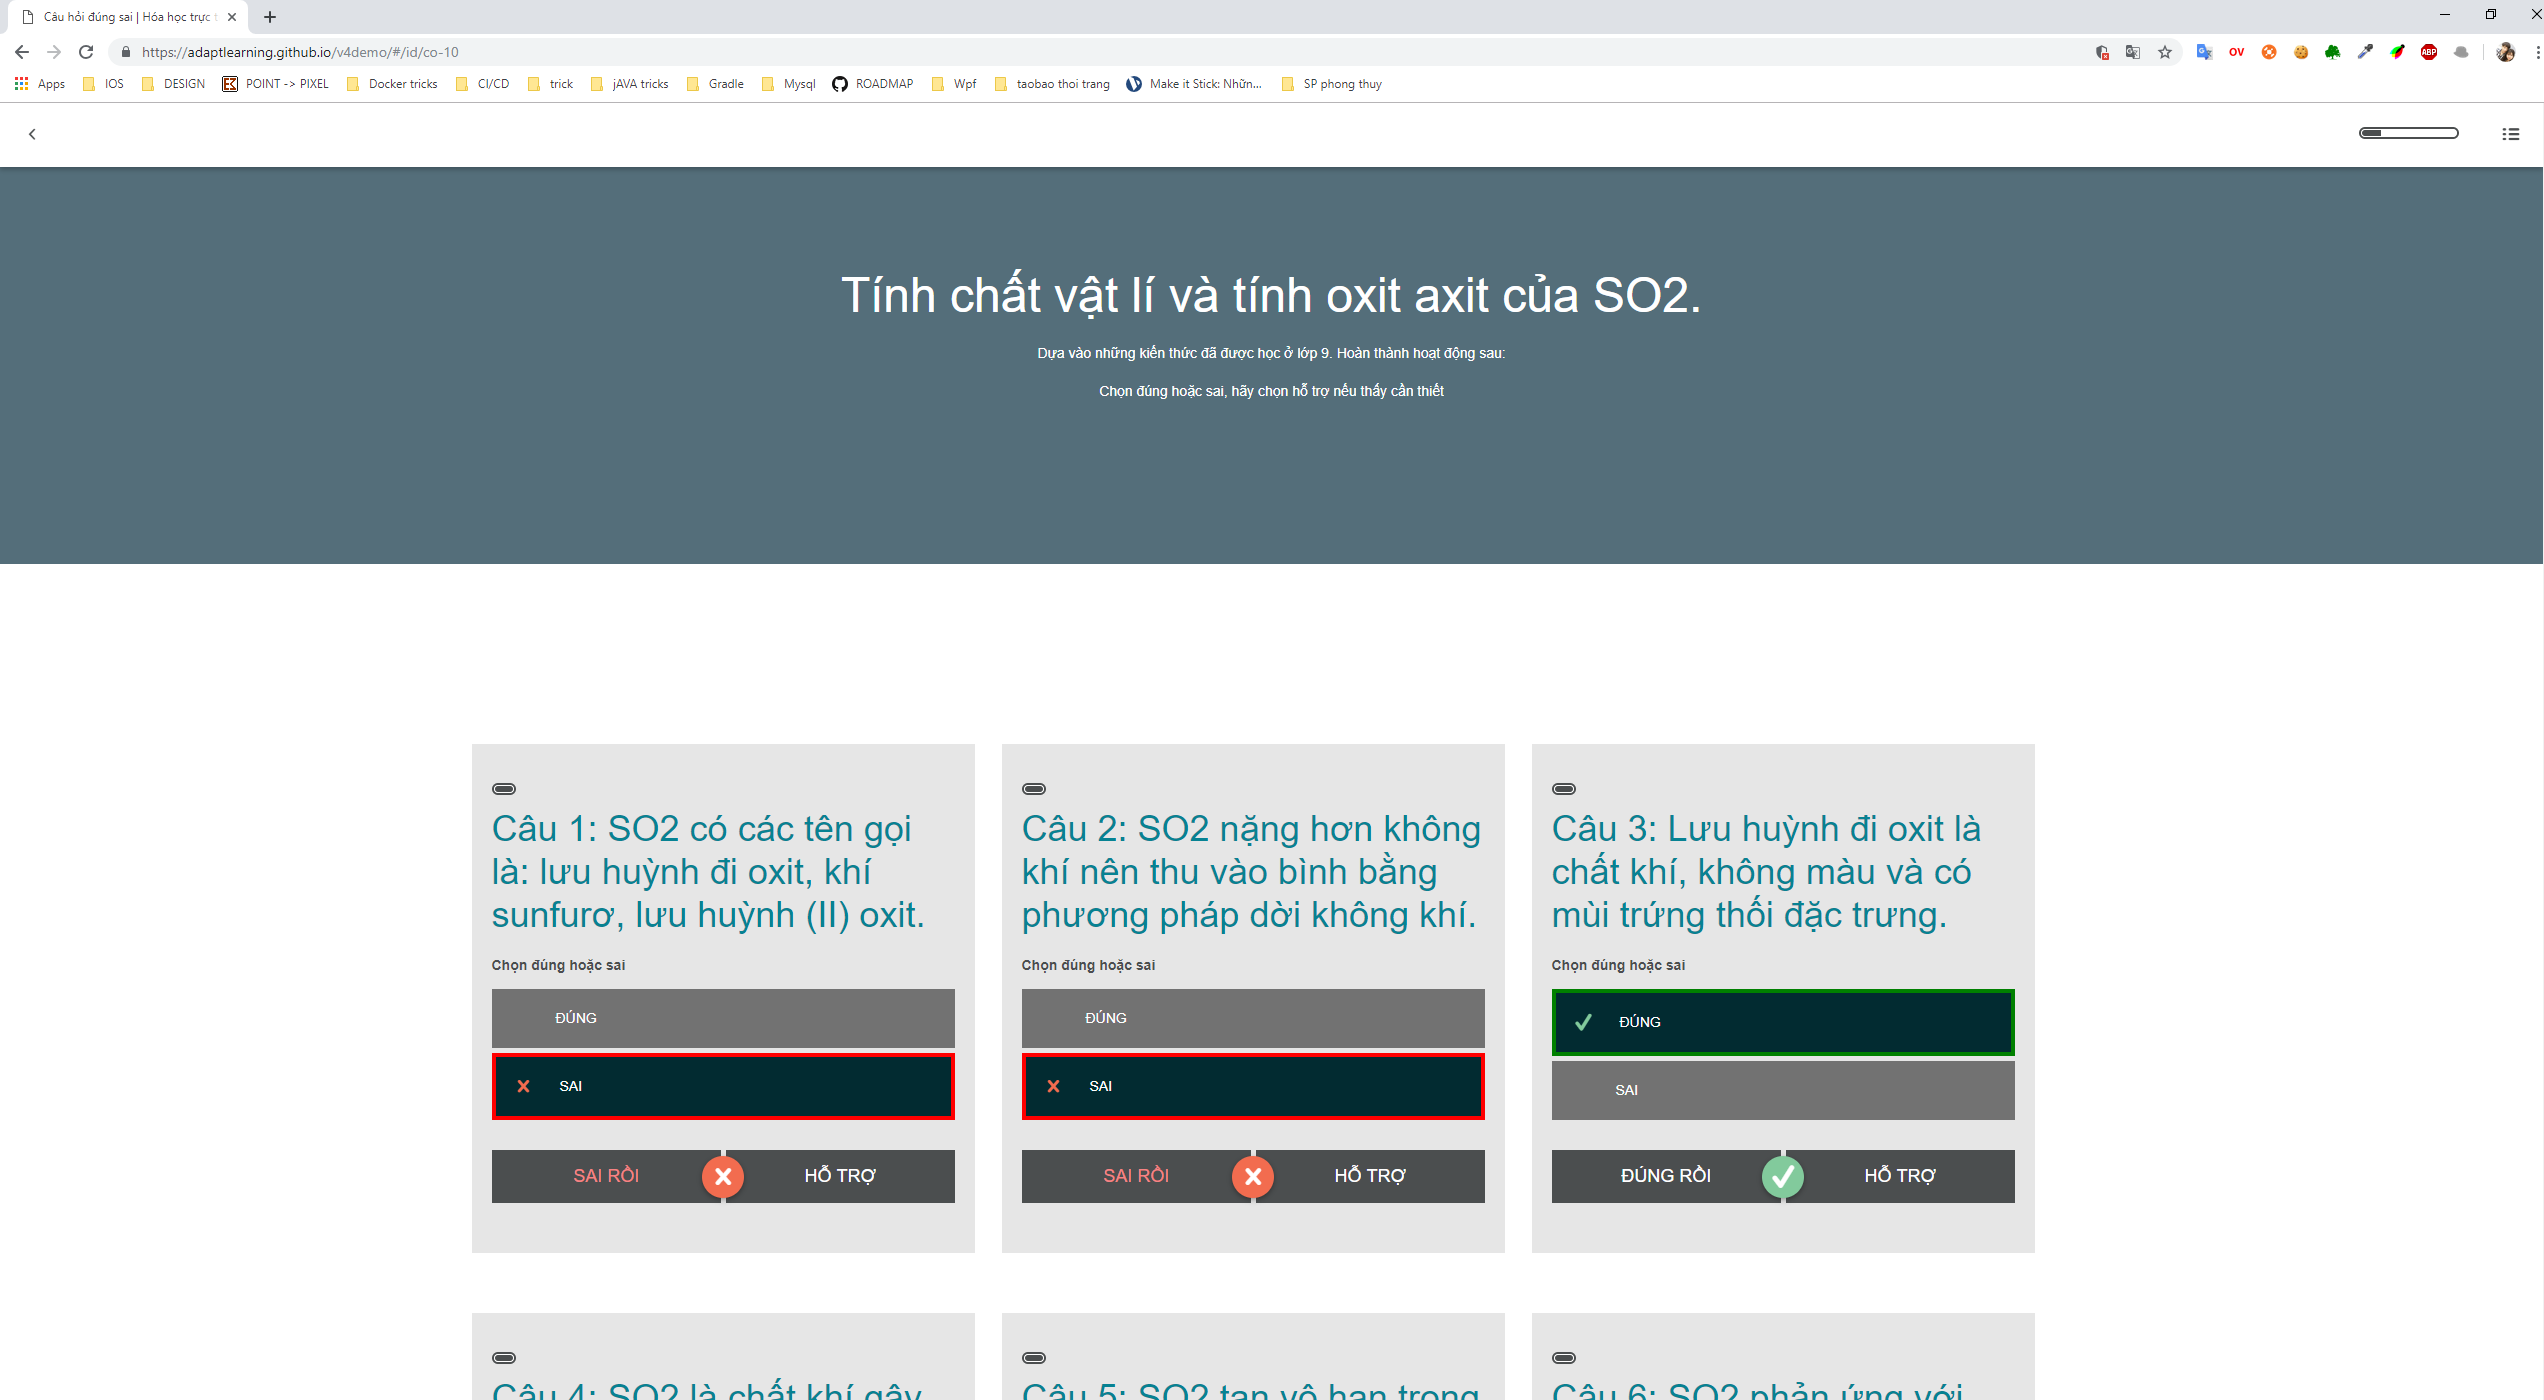 Câu hỏi đúng sai | Hóa học trực t
https://adaptlearning.github.io/v4demo/#/id/co-10
OV
ABP
Apps IOS DESIGN POINT -> PIXEL Docker tricks CI/CD trick jAVA tricks Gradle Mysql ROADMAP Wpf taobao thoi trang Make it Stick: Nhữn... SP phong thuy
Tính chất vật lí và tính oxit axit của SO2.
Dựa vào những kiến thức đã được học ở lớp 9. Hoàn thành hoạt động sau:
Chọn đúng hoặc sai, hãy chọn hỗ trợ nếu thấy cần thiết
Câu 1: SO2 có các tên gọi
là: lưu huỳnh đi oxit, khí
sunfurơ, lưu huỳnh (II) oxit.
Chọn đúng hoặc sai
ĐÚNG
SAI
SAI RỒI HỖ TRỢ
Câu 2: SO2 nặng hơn không
khí nên thu vào bình bằng
phương pháp dời không khí.
Chọn đúng hoặc sai
ĐÚNG
SAI
SAI RỒI HỖ TRỢ
Câu 3: Lưu huỳnh đi oxit là
chất khí, không màu và có
mùi trứng thối đặc trưng.
Chọn đúng hoặc sai
ĐÚNG
SAI
ĐÚNG RỒI HỖ TRỢ
Câu 4: SO2 là chất khí gây
Câu 5: SO2 tan vô hạn trong
Câu 6: SO2 phản ứng với